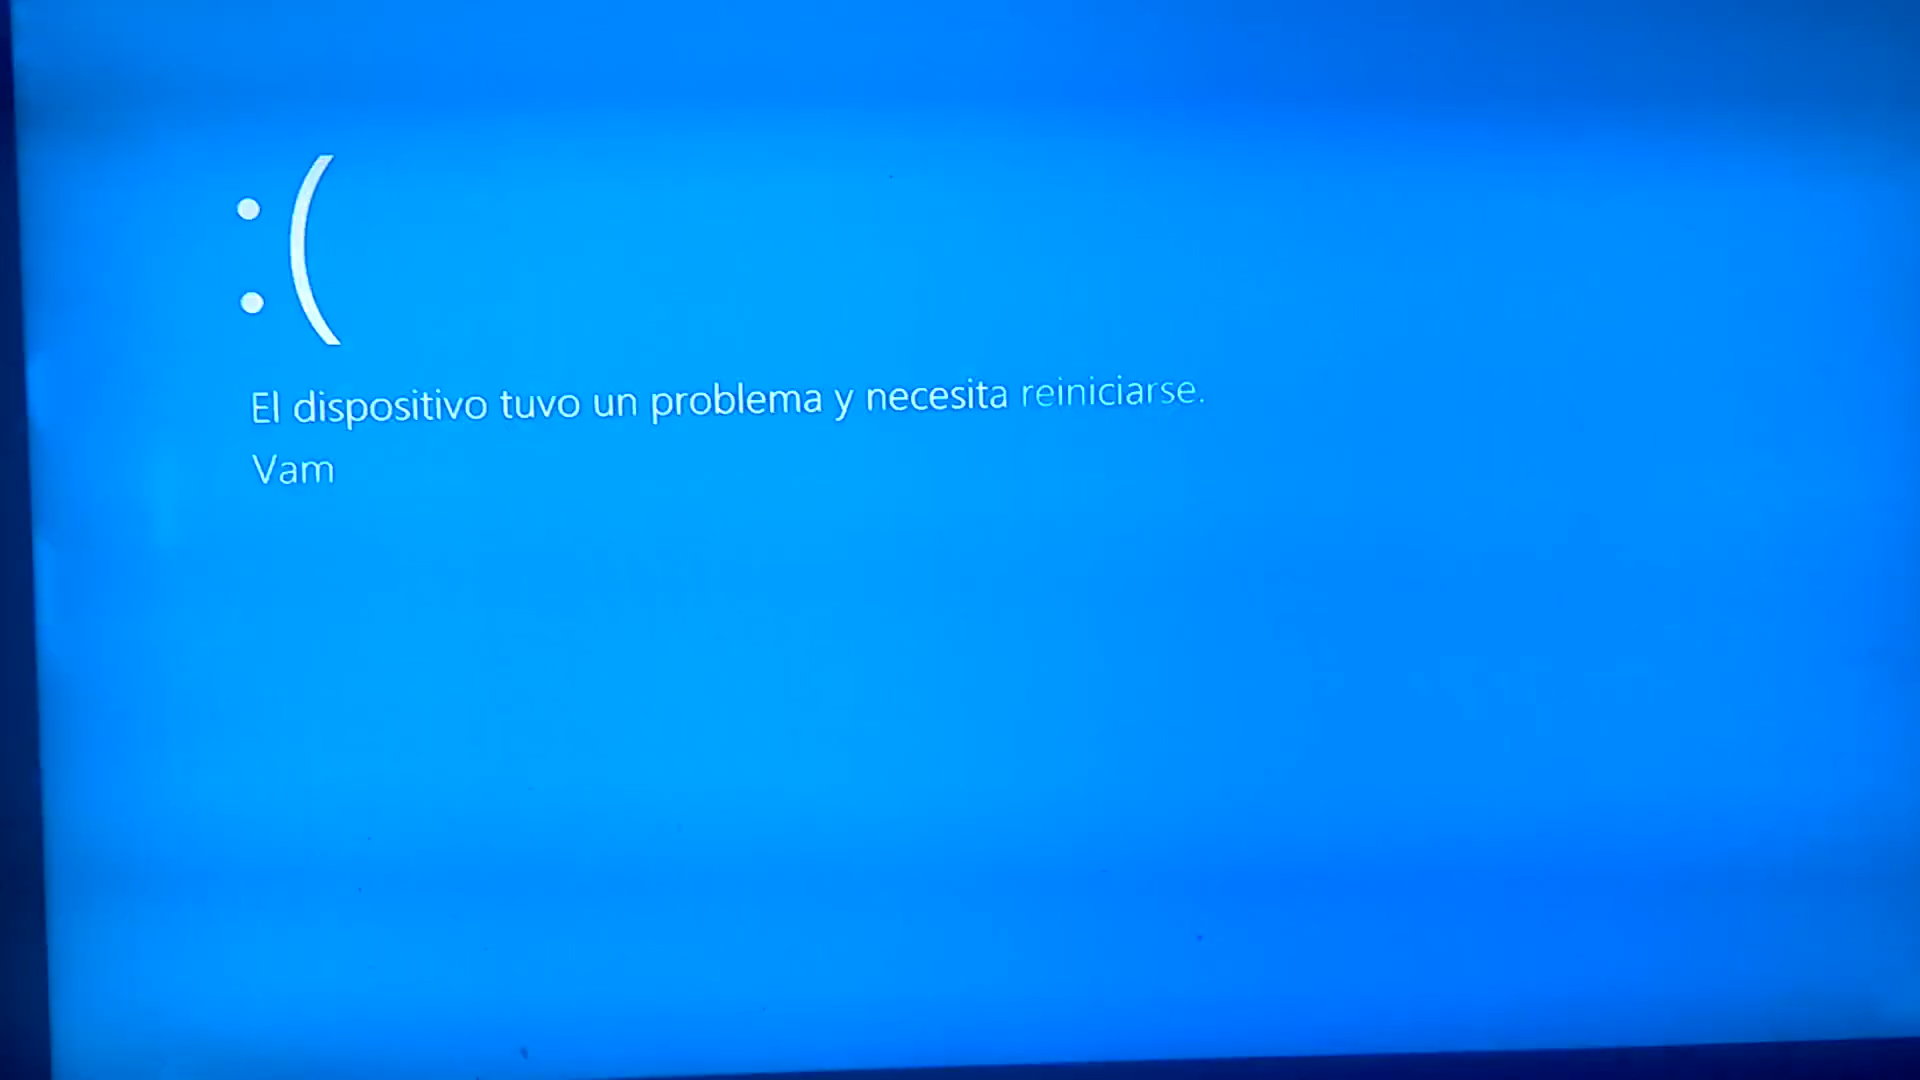 :(
El dispositivo tuvo un problema y necesita reiniciarse.
Vam